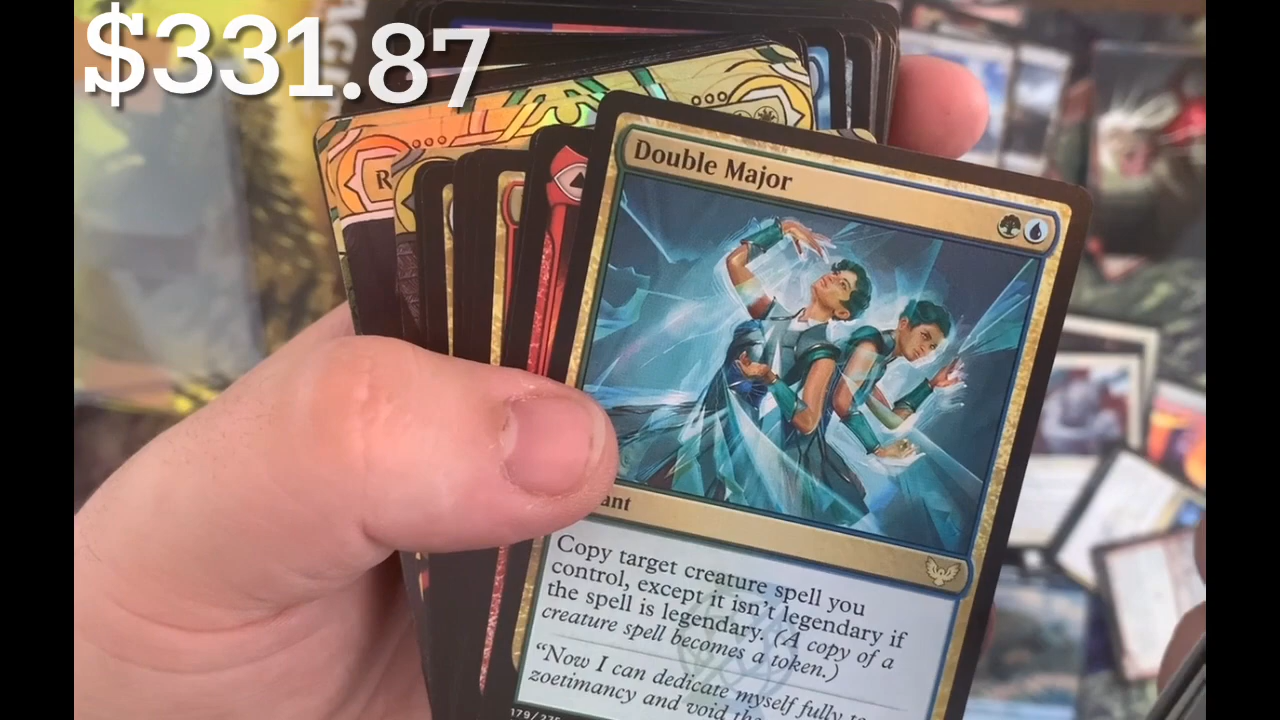 $331.87
R
Double Major
ant
Copy target creature spell you
control, except it isn't legendary if
the spell is legendary. (A copy of a
creature spell becomes a token.)
"Now I can dedicate myself fully to
zoetimancy and void the
179/275